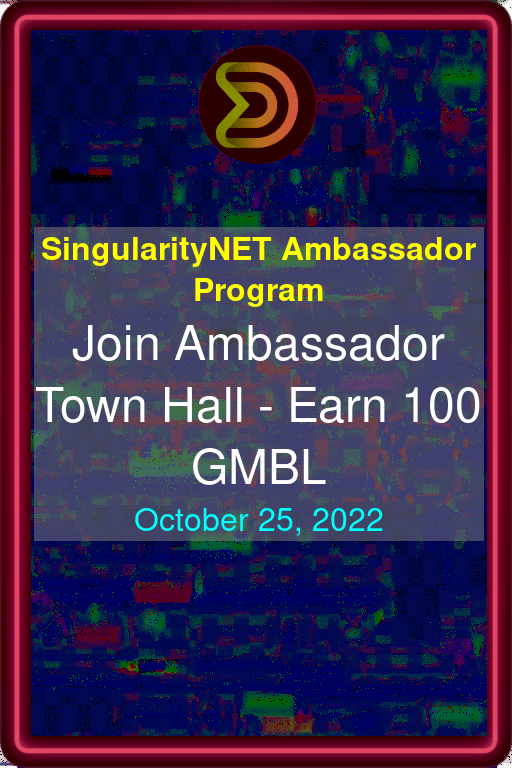 SingularityNET Ambassador
Program
Join Ambassador
Town Hall - Earn 100
GMBL
October 25, 2022